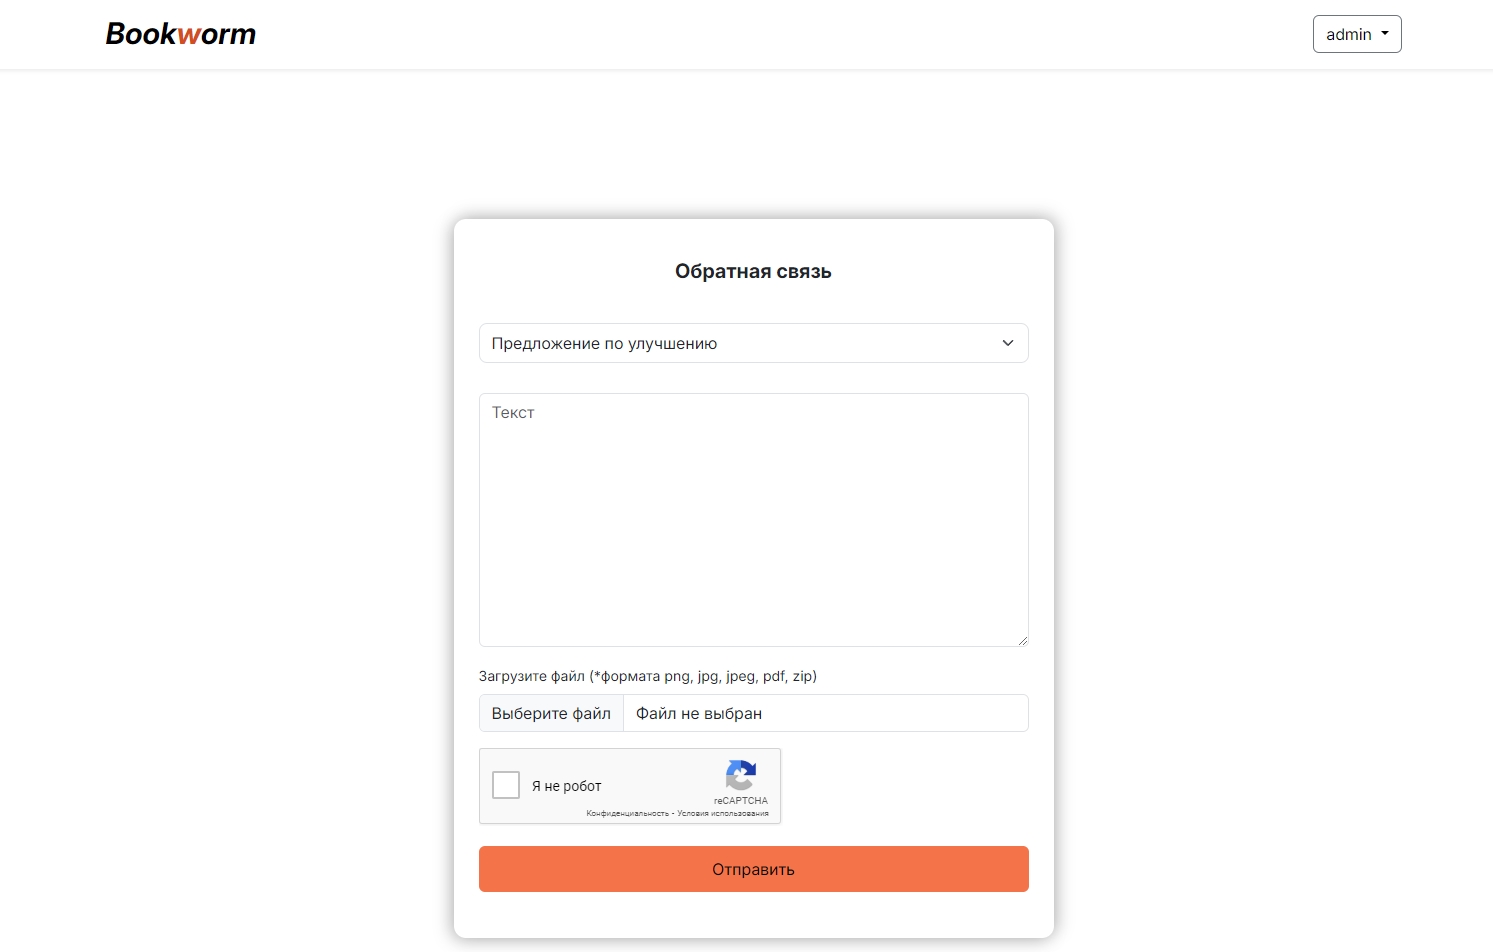 Bookworm
admin
Обратная связь
Предложение по улучшению
Текст
Загрузите файл (*формата png, jpg, jpeg, pdf, zip)
Выберите файл Файл не выбран
Я не робот
reCAPTCHA
Конфиденциальность - Условия использования
Отправить